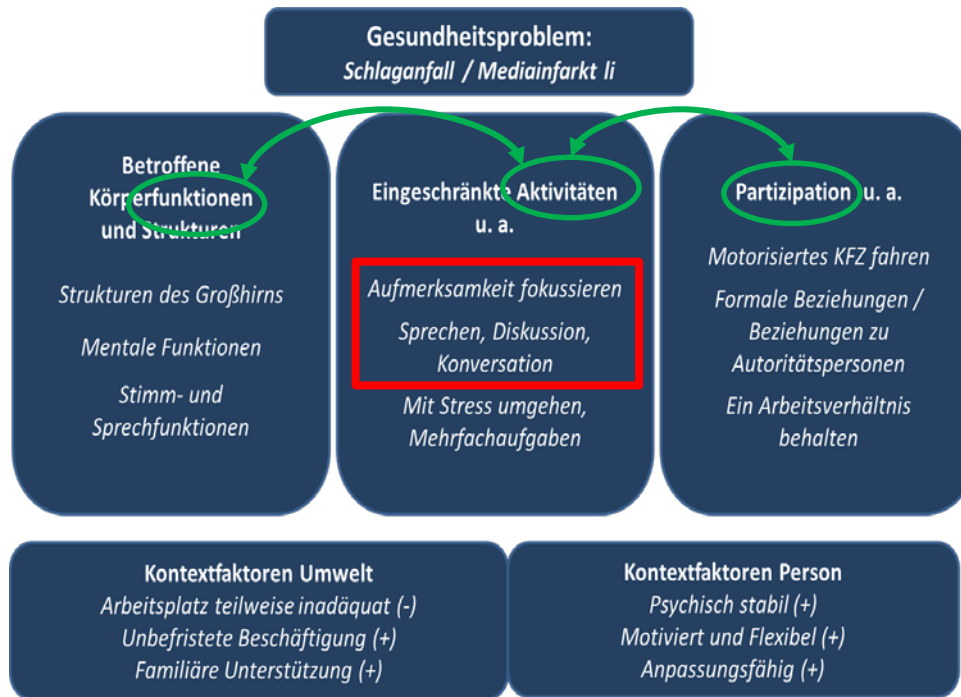 Gesundheitsproblem:
Schlaganfall / Mediainfarkt li
Betroffene
Körperfunktionen
und Strukturen
Strukturen des Großhirns
Mentale Funktionen
Stimm- und
Sprechfunktionen
Eingeschränkte Aktivitäten
u. a.
Aufmerksamkeit fokussieren
Sprechen, Diskussion,
Konversation
Mit Stress umgehen,
Mehrfachaufgaben
Partizipation u. a.
Motorisiertes KFZ fahren
Formale Beziehungen /
Beziehungen zu
Autoritätspersonen
Ein Arbeitsverhältnis
behalten
Kontextfaktoren Umwelt
Arbeitsplatz teilweise inadäquat (-)
Unbefristete Beschäftigung (+)
Familiäre Unterstützung (+)
Kontextfaktoren Person
Psychisch stabil (+)
Motiviert und Flexibel (+)
Anpassungsfähig (+)